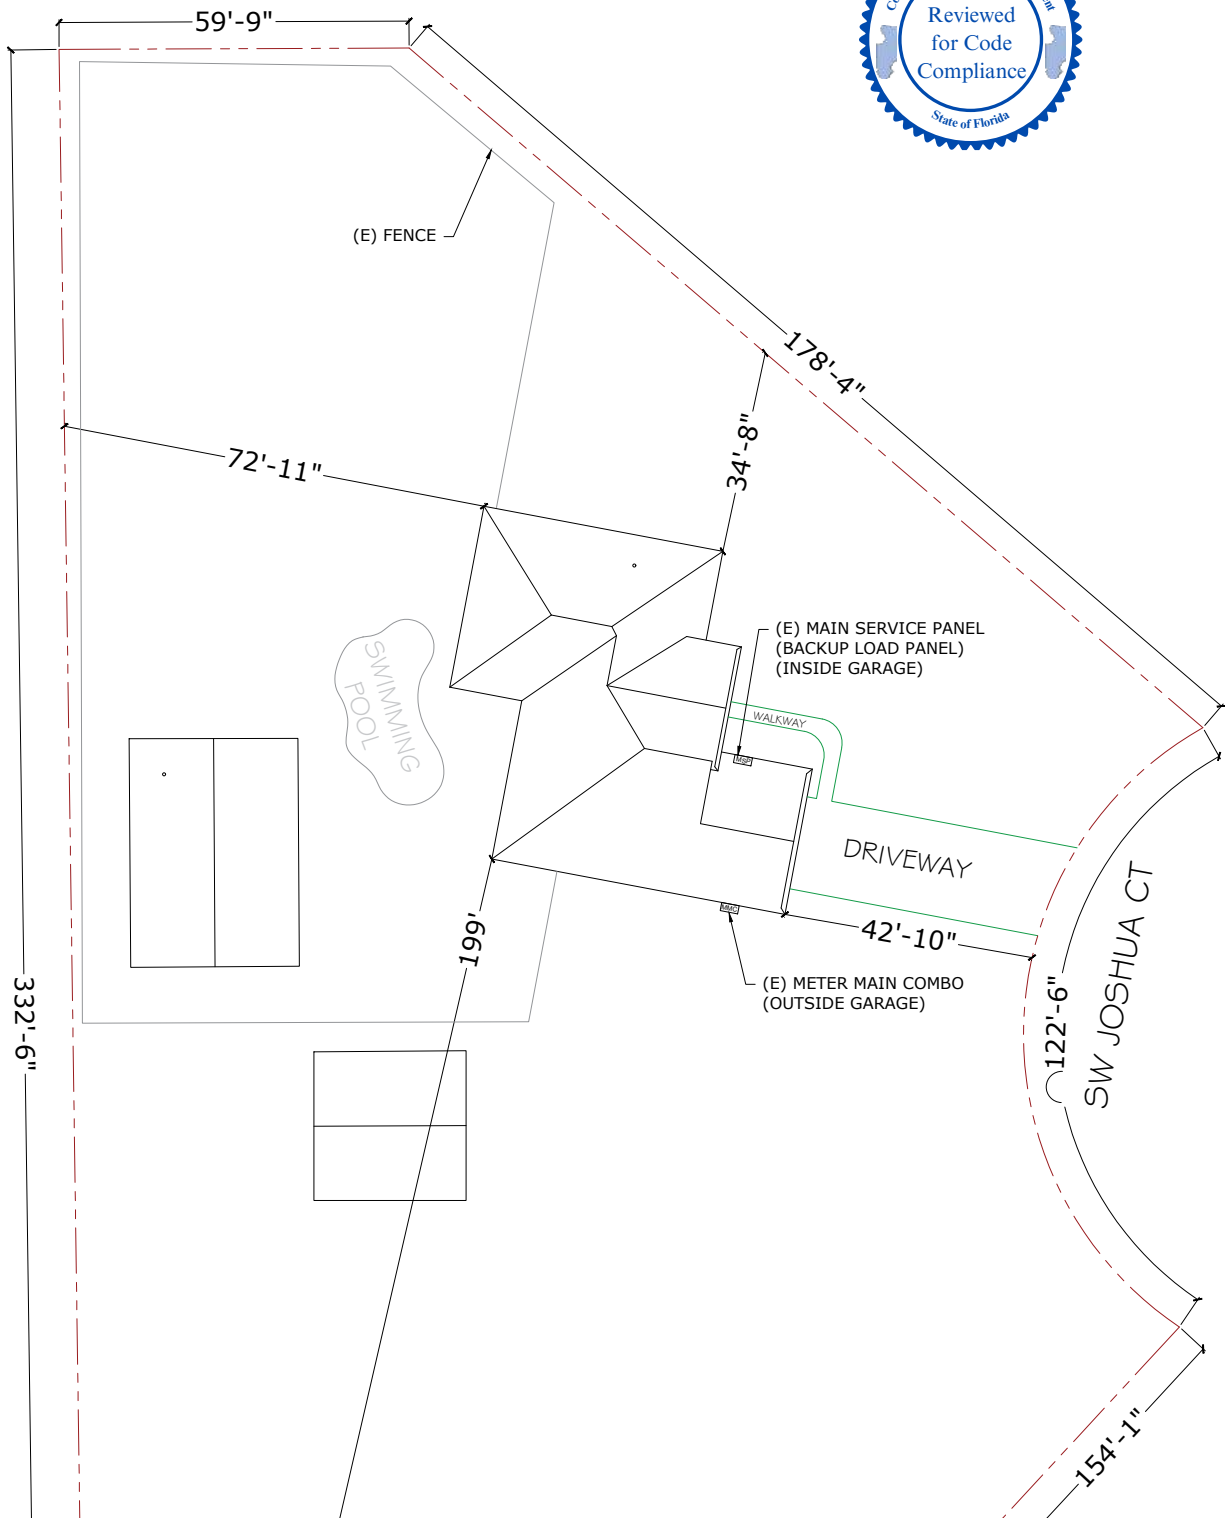 59'-9"
Reviewed
for Code
Compliance
State of Florida
(E) FENCE
178'-4"
72'-11"
34'-8"
(E) MAIN SERVICE PANEL
(BACKUP LOAD PANEL)
(INSIDE GARAGE)
SWIMMING
POOL
WALKWAY
MSP
DRIVEWAY
SW JOSHUA CT
MMC
199'
42'-10"
(E) METER MAIN COMBO
(OUTSIDE GARAGE)
332'-6"
122'-6"
154'-1"